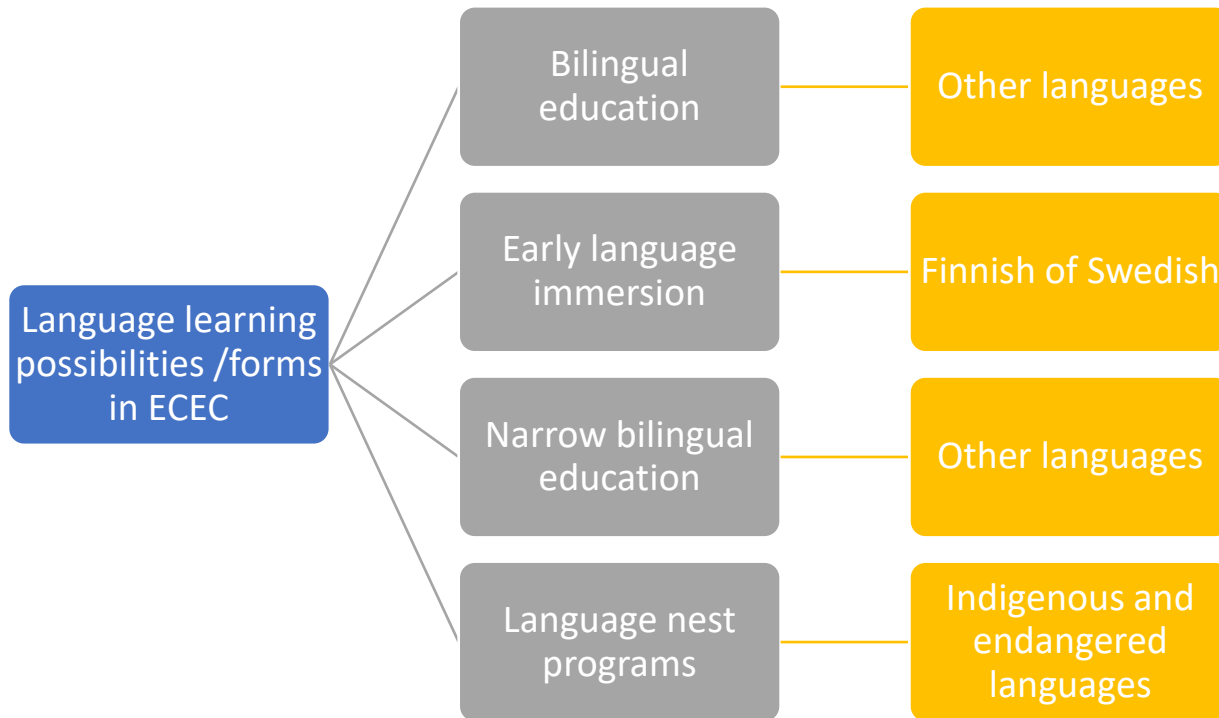 Language learning
possibilities /forms
in ECEC
Bilingual
education
Other languages
Early language
immersion
Finnish of Swedish
Narrow bilingual
education
Other languages
Language nest
programs
Indigenous and
endangered
languages